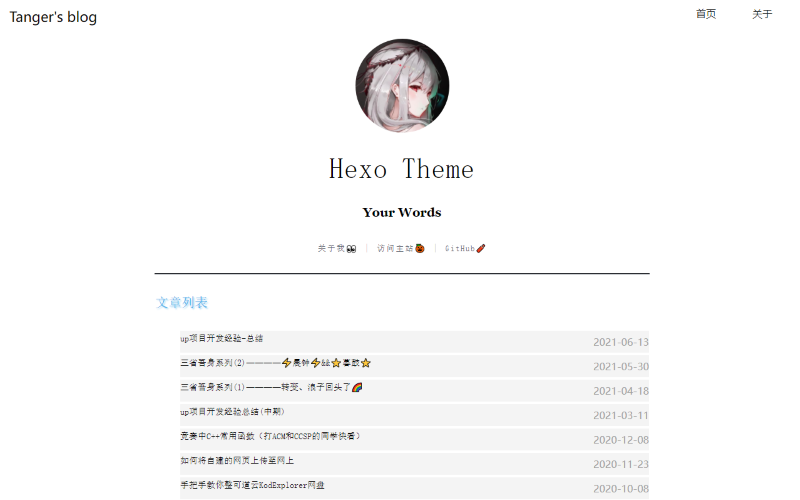 Tanger's blog 首页 关于
Hexo Theme
Your Words
关于我👀 | 访问主站🎃 | GitHub🧨
文章列表
up项目开发经验-总结 2021-06-13
三省吾身系列(2)————⚡晨钟⚡&&⭐暮鼓⭐ 2021-05-30
三省吾身系列(1)————转变、浪子回头了🌈 2021-04-18
up项目开发经验总结(中期) 2021-03-11
竞赛中C++常用函数（打ACM和CCSP的同学快看） 2020-12-08
如何将自建的网页上传至网上 2020-11-23
手把手教你整可道云KodExplorer网盘 2020-10-08